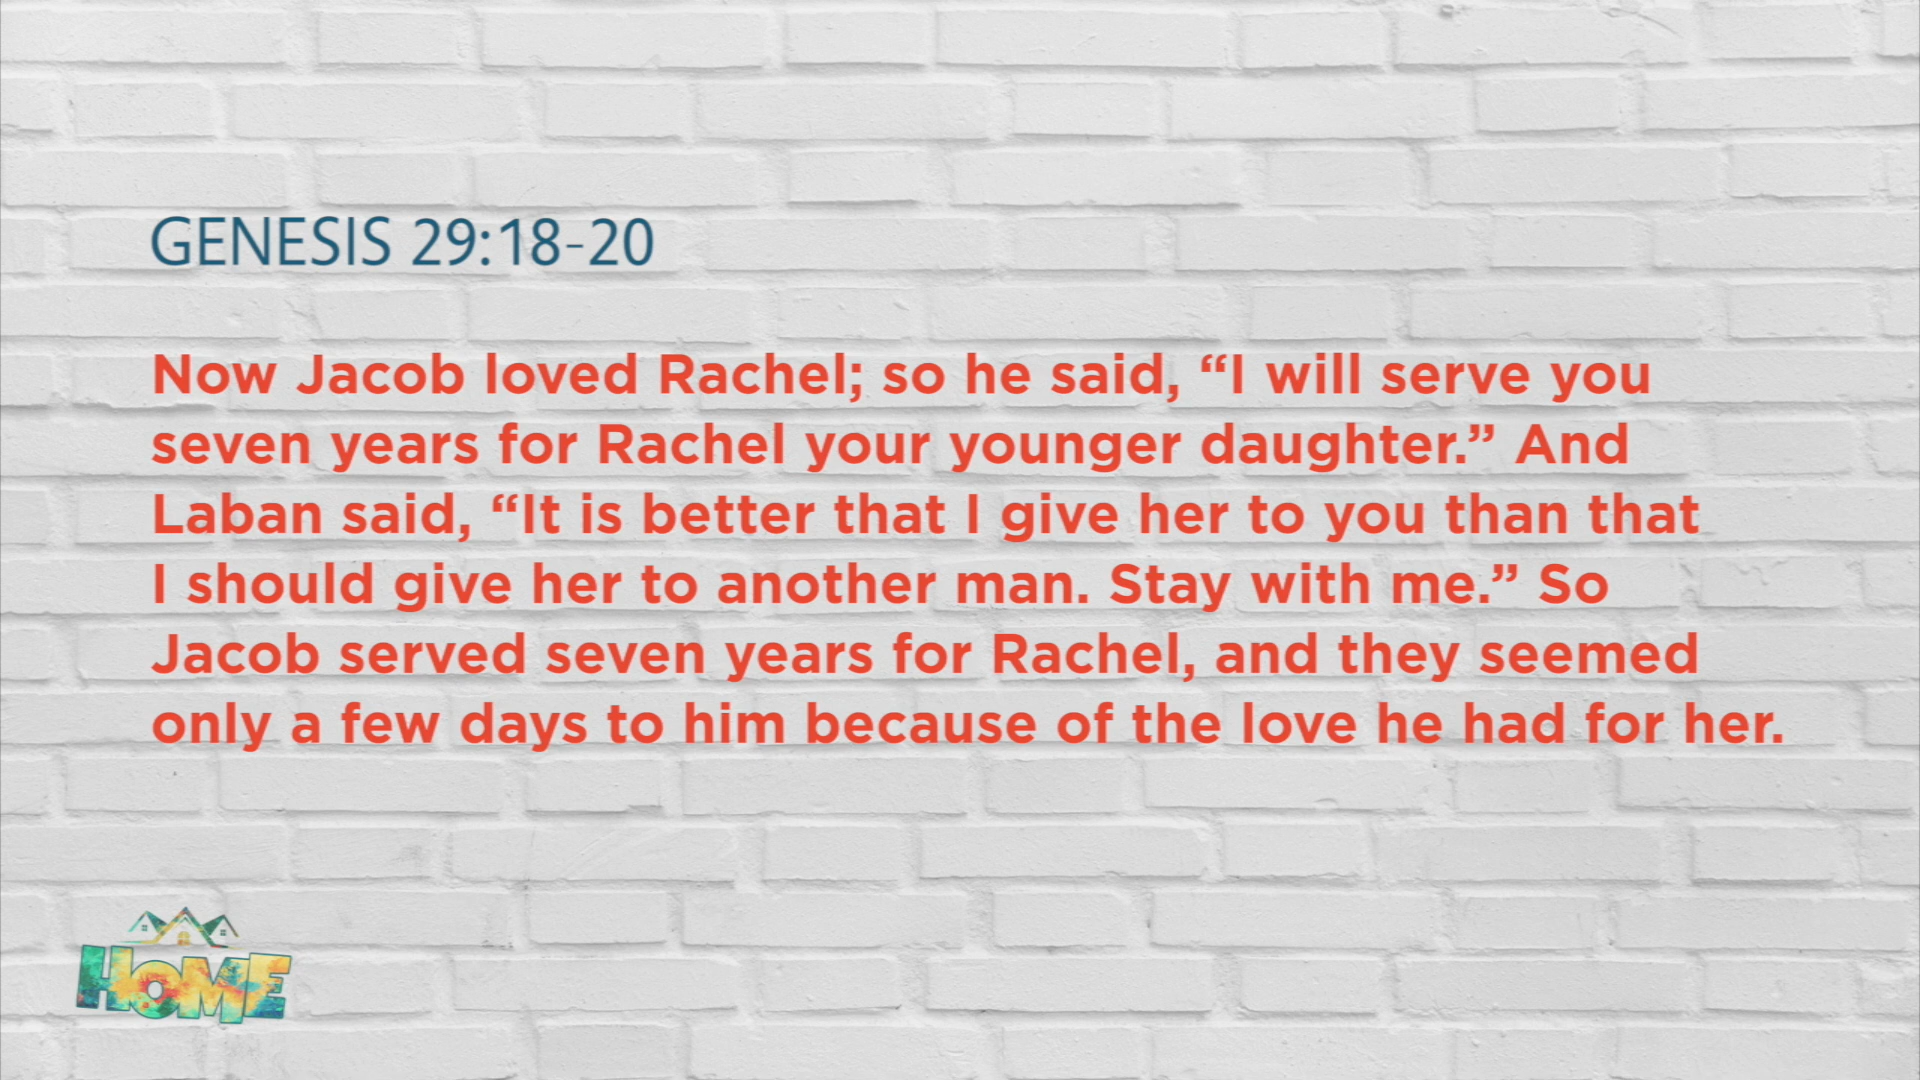 GENESIS 29:18-20
Now Jacob loved Rachel; so he said, “I will serve you
seven years for Rachel your younger daughter.” And
Laban said, “It is better that I give her to you than that
I should give her to another man. Stay with me.” So
Jacob served seven years for Rachel, and they seemed
only a few days to him because of the love he had for her.
HOME